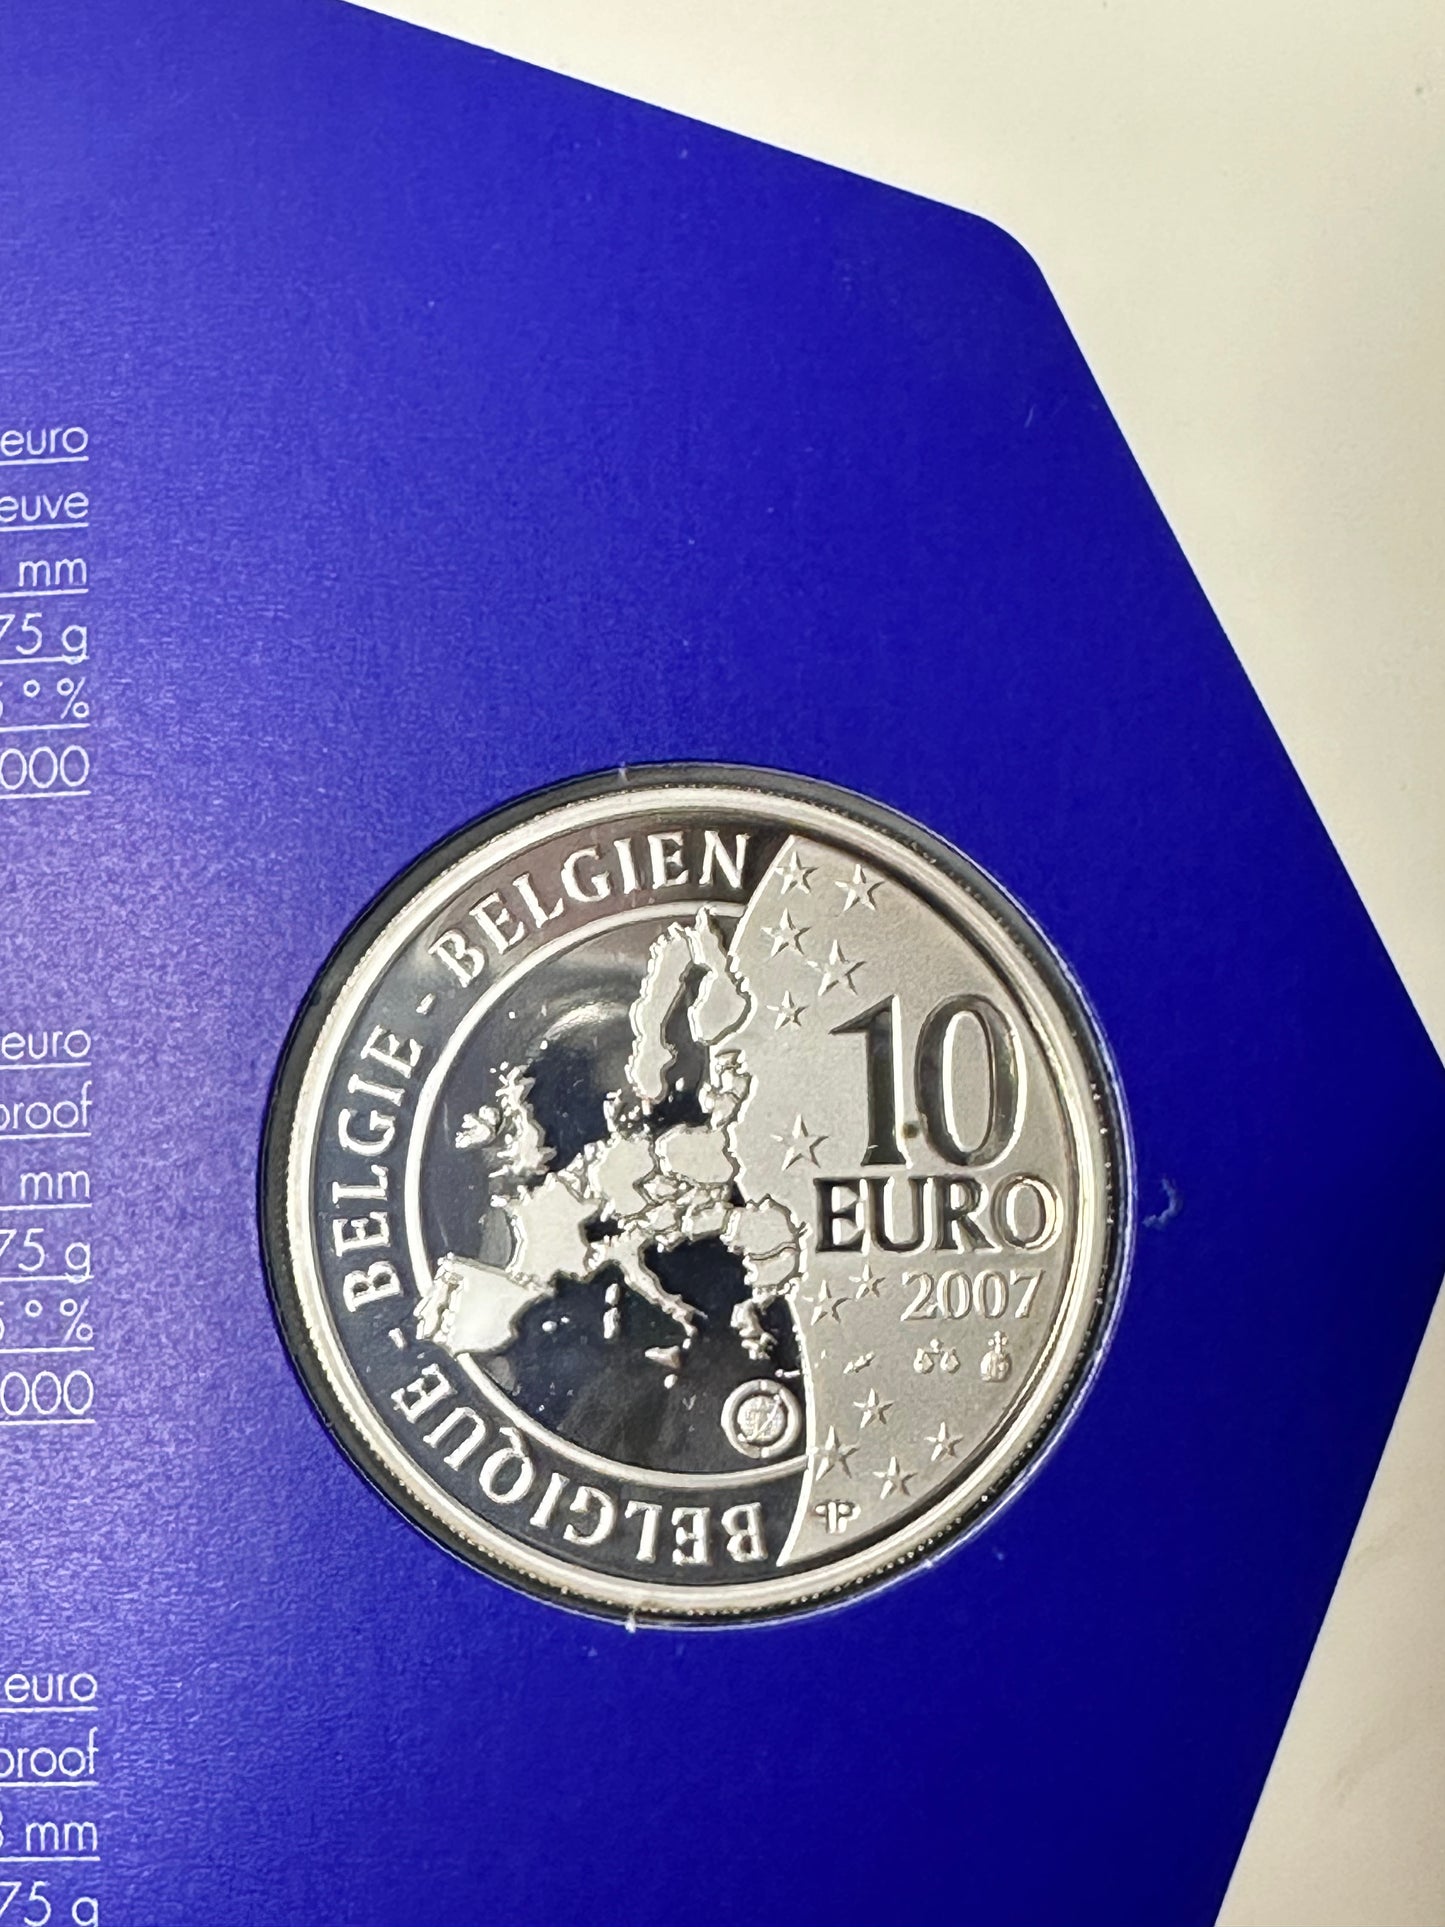 euro
euve
mm
75 g
° %
000
euro
proof
mm
75 g
° %
000
euro
proof
3 mm
75 g
BELGIQUE - BELGIE - BELGIEN
10
EURO
2007